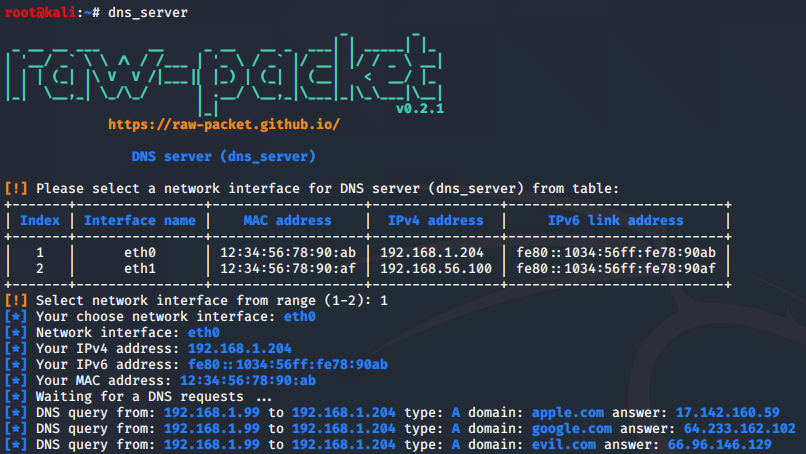 root@kali:~# dns_server
raw-packet
v0.2.1
https://raw-packet.github.io/
DNS server (dns_server)
[!] Please select a network interface for DNS server (dns_server) from table:
+-------+----------------+-------------------+----------------+---------------------------+
| Index | Interface name |    MAC address    |  IPv4 address  |     IPv6 link address     |
+-------+----------------+-------------------+----------------+---------------------------+
|   1   |      eth0      | 12:34:56:78:90:ab | 192.168.1.204  | fe80::1034:56ff:fe78:90ab |
|   2   |      eth1      | 12:34:56:78:90:af | 192.168.56.100 | fe80::1034:56ff:fe78:90af |
+-------+----------------+-------------------+----------------+---------------------------+
[!] Select network interface from range (1-2): 1
[*] Your choose network interface: eth0
[*] Network interface: eth0
[*] Your IPv4 address: 192.168.1.204
[*] Your IPv6 address: fe80::1034:56ff:fe78:90ab
[*] Your MAC address: 12:34:56:78:90:ab
[*] Waiting for a DNS requests ...
[*] DNS query from: 192.168.1.99 to 192.168.1.204 type: A domain: apple.com answer: 17.142.160.59
[*] DNS query from: 192.168.1.99 to 192.168.1.204 type: A domain: google.com answer: 64.233.162.102
[*] DNS query from: 192.168.1.99 to 192.168.1.204 type: A domain: evil.com answer: 66.96.146.129